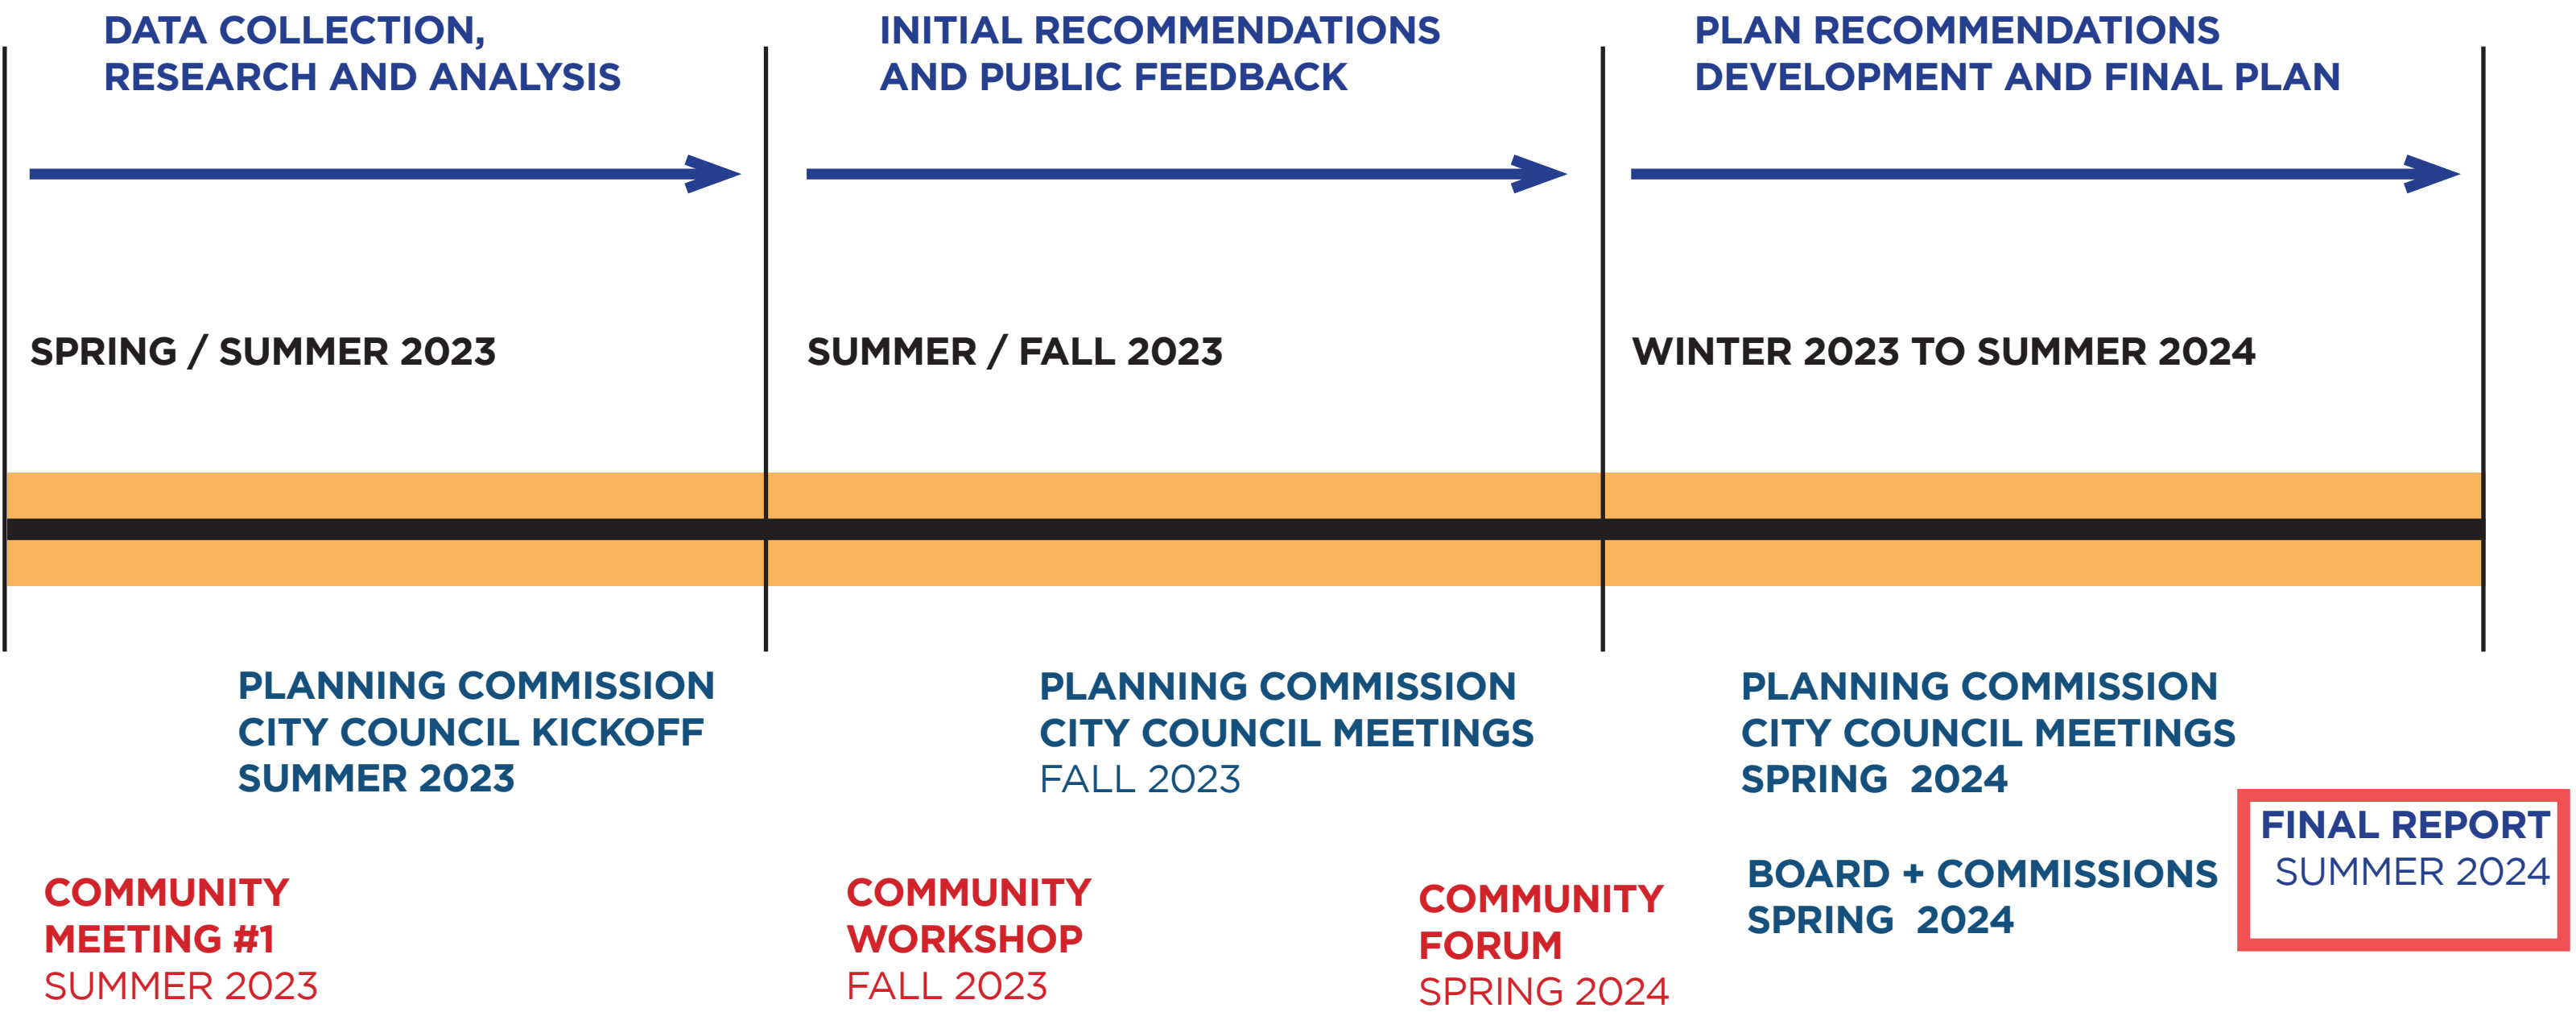 DATA COLLECTION,
RESEARCH AND ANALYSIS
INITIAL RECOMMENDATIONS
AND PUBLIC FEEDBACK
PLAN RECOMMENDATIONS
DEVELOPMENT AND FINAL PLAN
SPRING / SUMMER 2023
SUMMER / FALL 2023
WINTER 2023 TO SUMMER 2024
PLANNING COMMISSION
CITY COUNCIL KICKOFF
SUMMER 2023
PLANNING COMMISSION
CITY COUNCIL MEETINGS
FALL 2023
PLANNING COMMISSION
CITY COUNCIL MEETINGS
SPRING 2024
COMMUNITY
MEETING #1
SUMMER 2023
COMMUNITY
WORKSHOP
FALL 2023
COMMUNITY
FORUM
SPRING 2024
BOARD + COMMISSIONS
SPRING 2024
FINAL REPORT
SUMMER 2024